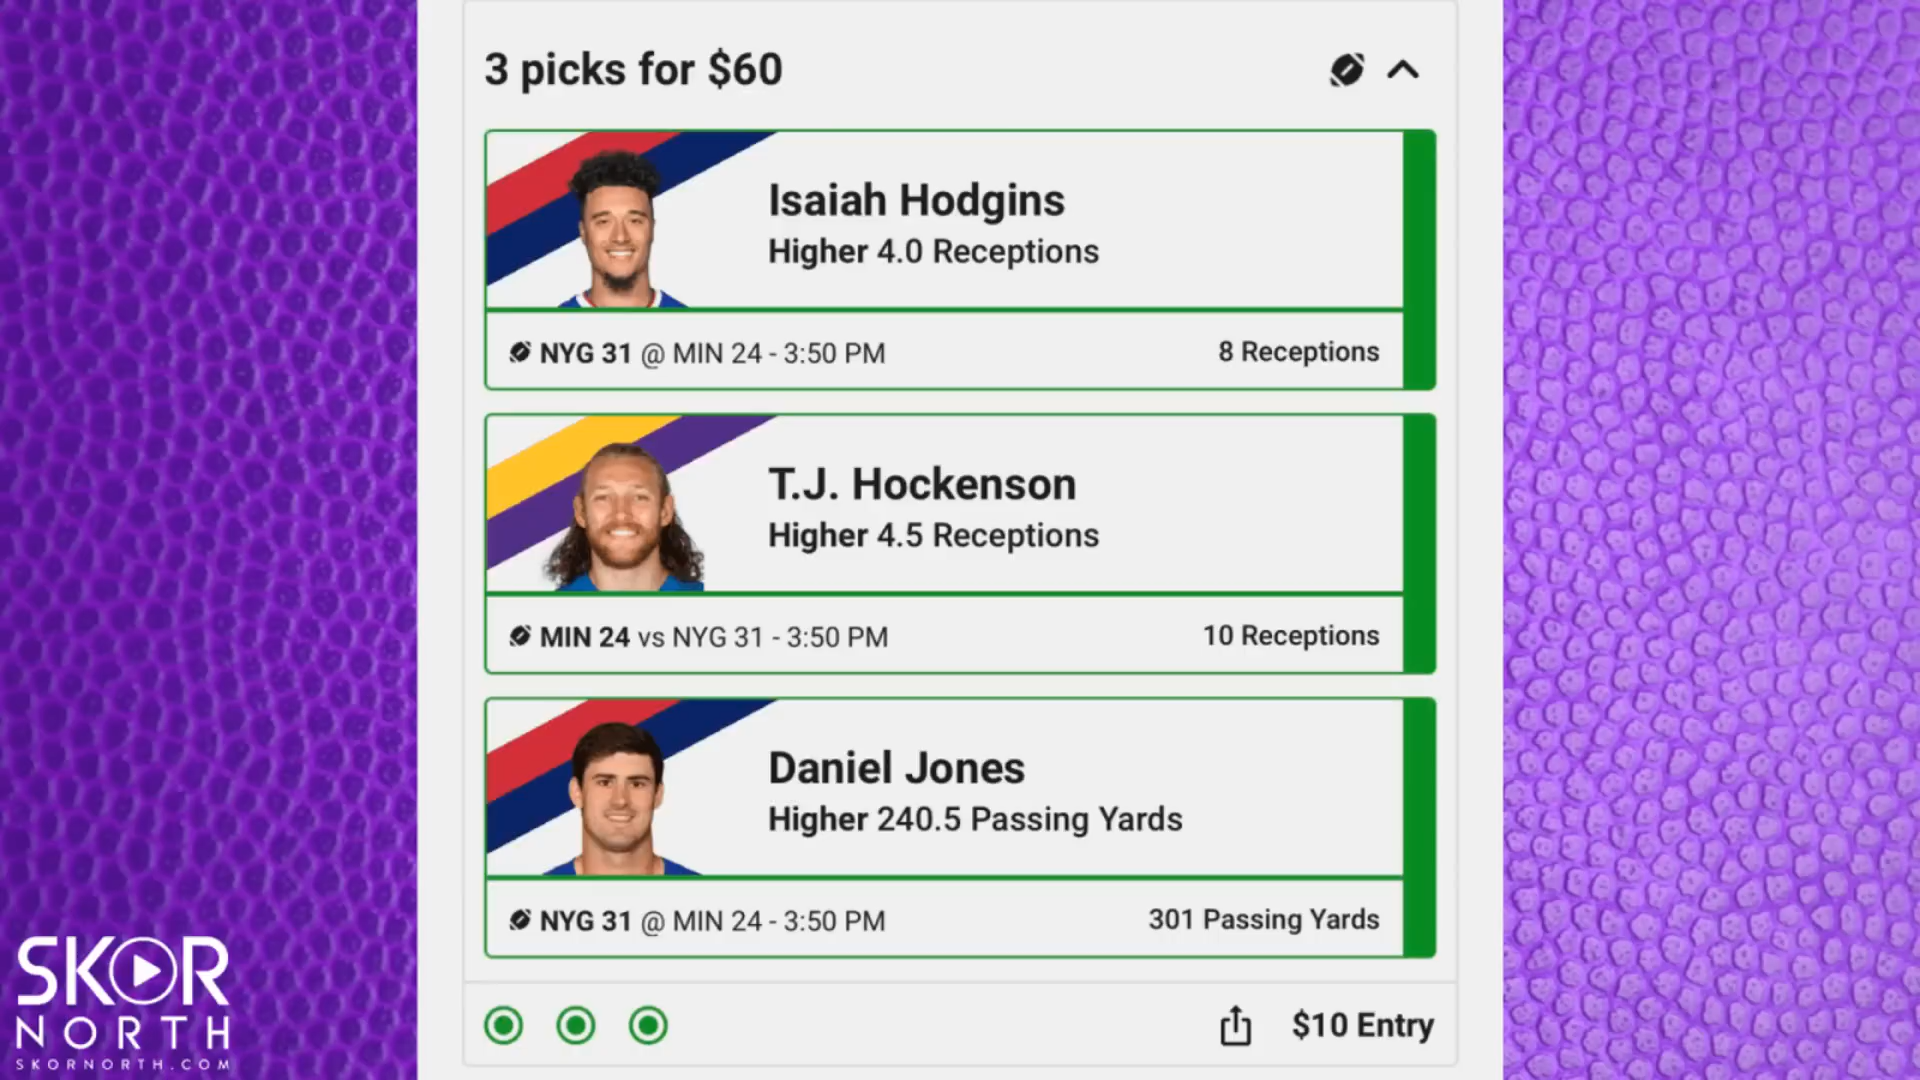 3 picks for $60
Isaiah Hodgins
Higher 4.0 Receptions
NYG 31 @ MIN 24 - 3:50 PM
8 Receptions
T.J. Hockenson
Higher 4.5 Receptions
MIN 24 vs NYG 31 - 3:50 PM
10 Receptions
Daniel Jones
Higher 240.5 Passing Yards
NYG 31 @ MIN 24 - 3:50 PM
301 Passing Yards
$10 Entry
SKOR
NORTH
SKORNORTH.COM